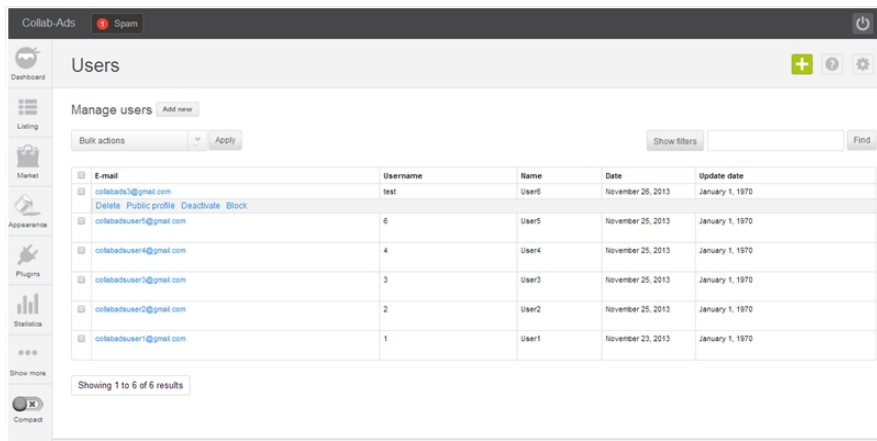 Collab-Ads 1 Spam
Dashboard
Users
Listing
Manage users Add new
Bulk actions Apply Show filters Find
Market
E-mail Username Name Date Update date
collabads3@gmail.com test User6 November 26, 2013 January 1, 1970
Delete Public profile Deactivate Block
Appearance
collabadsuser5@gmail.com 6 User5 November 25, 2013 January 1, 1970
collabadsuser4@gmail.com 4 User4 November 25, 2013 January 1, 1970
Plugins
collabadsuser3@gmail.com 3 User3 November 25, 2013 January 1, 1970
collabadsuser2@gmail.com 2 User2 November 25, 2013 January 1, 1970
Statistics
collabadsuser1@gmail.com 1 User1 November 23, 2013 January 1, 1970
Show more
Showing 1 to 6 of 6 results
Compact